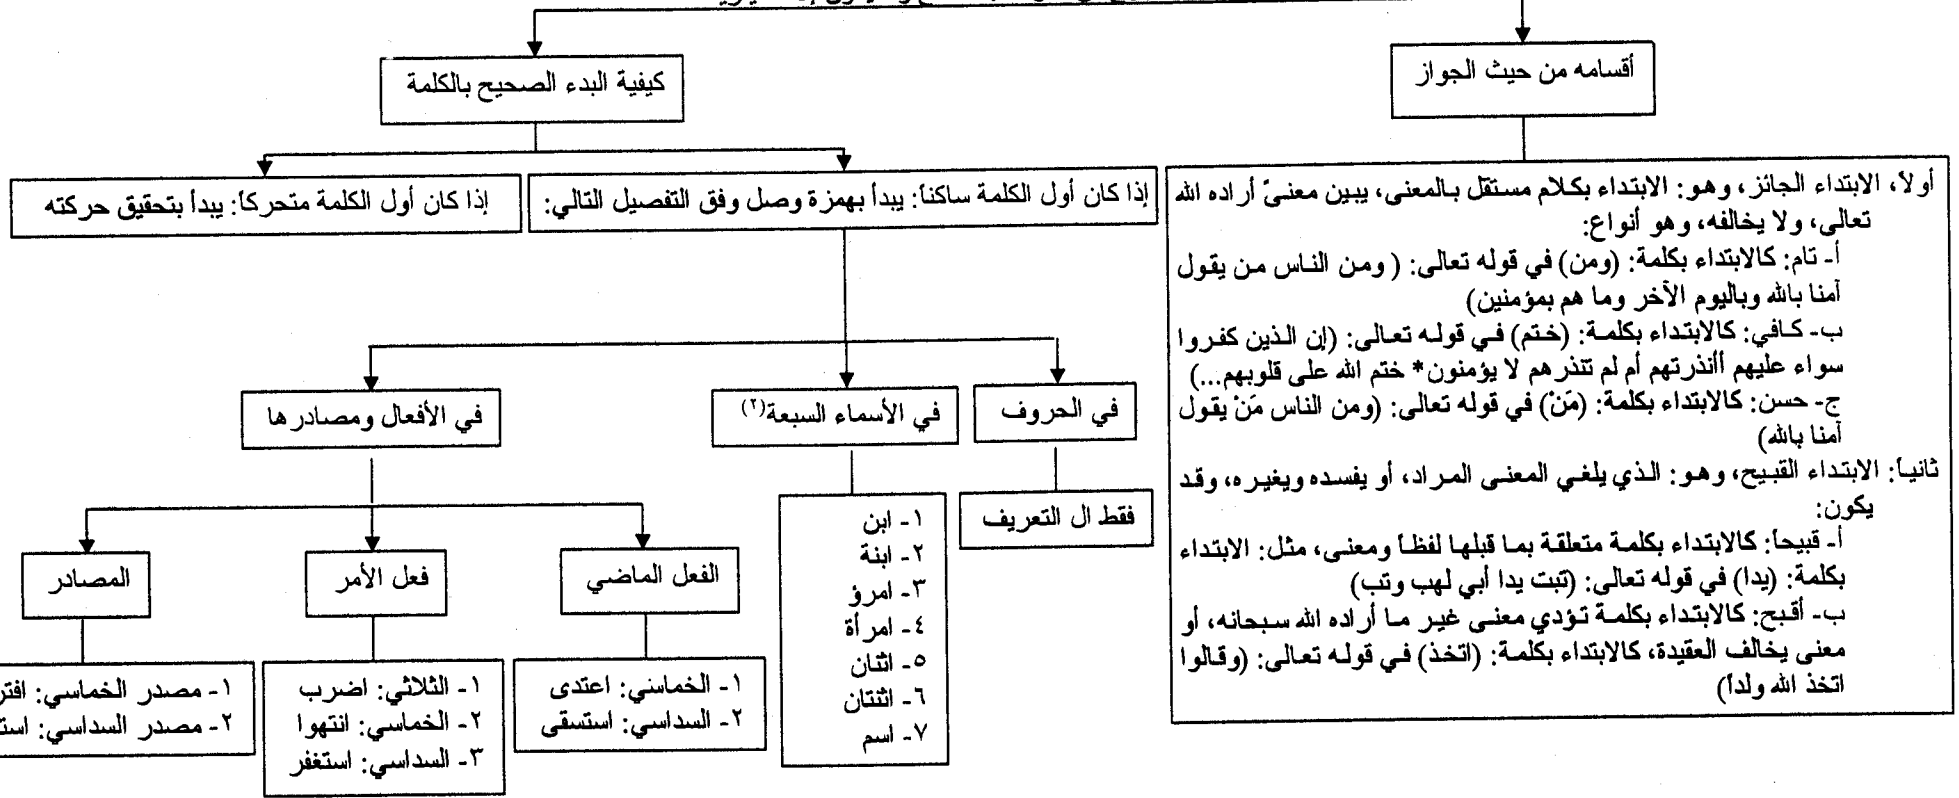 أقسامه من حيث الجواز
كيفية البدء الصحيح بالكلمة
أولاً، الابتداء الجائز، وهو: الابتداء بكلام مستقل بالمعنى، يبين معنىً أراده الله
تعالى، ولا يخالفه، وهو أنواع:
أ- تام: كالابتداء بكلمة: (ومن) في قوله تعالى: ( ومن الناس من يقول
آمنا بالله وباليوم الآخر وما هم بمؤمنين)
ب- كافي: كالابتداء بكلمة: (ختم) في قوله تعالى: (إن الذين كفروا
سواء عليهم أأنذرتهم أم لم تنذرهم لا يؤمنون* ختم الله على قلوبهم...)
ج- حسن: كالابتداء بكلمة: (مَنْ) في قوله تعالى: (ومن الناس مَنْ يقول
آمنا بالله)
ثانياً: الابتداء القبيح، وهو: الذي يلغي المعنى المراد، أو يفسده ويغيره، وقد
يكون:
أ- قبيحاً: كالابتداء بكلمة متعلقة بما قبلها لفظاً ومعنى، مثل: الابتداء
بكلمة: (يدا) في قوله تعالى: (تبت يدا أبي لهب وتب)
ب- أقبح: كالابتداء بكلمة تؤدي معنى غير ما أراده الله سبحانه، أو
معنى يخالف العقيدة، كالابتداء بكلمة: (اتخذ) في قوله تعالى: (وقالوا
اتخذ الله ولداً)
إذا كان أول الكلمة ساكناً: يبدأ بهمزة وصل وفق التفصيل التالي:
إذا كان أول الكلمة متحركاً: يبدأ بتحقيق حركته
في الحروف
في الأسماء السبعة(٢)
في الأفعال ومصادرها
فقط ال التعريف
١- ابن
٢- ابنة
٣- امرؤ
٤- امرأة
٥- اثنان
٦- اثنتان
٧- اسم
الفعل الماضي
فعل الأمر
المصادر
١- الخماسي: اعتدى
٢- السداسي: استسقى
١- الثلاثي: اضرب
٢- الخماسي: انتهوا
٣- السداسي: استغفر
١- مصدر الخماسي:
٢- مصدر السداسي: